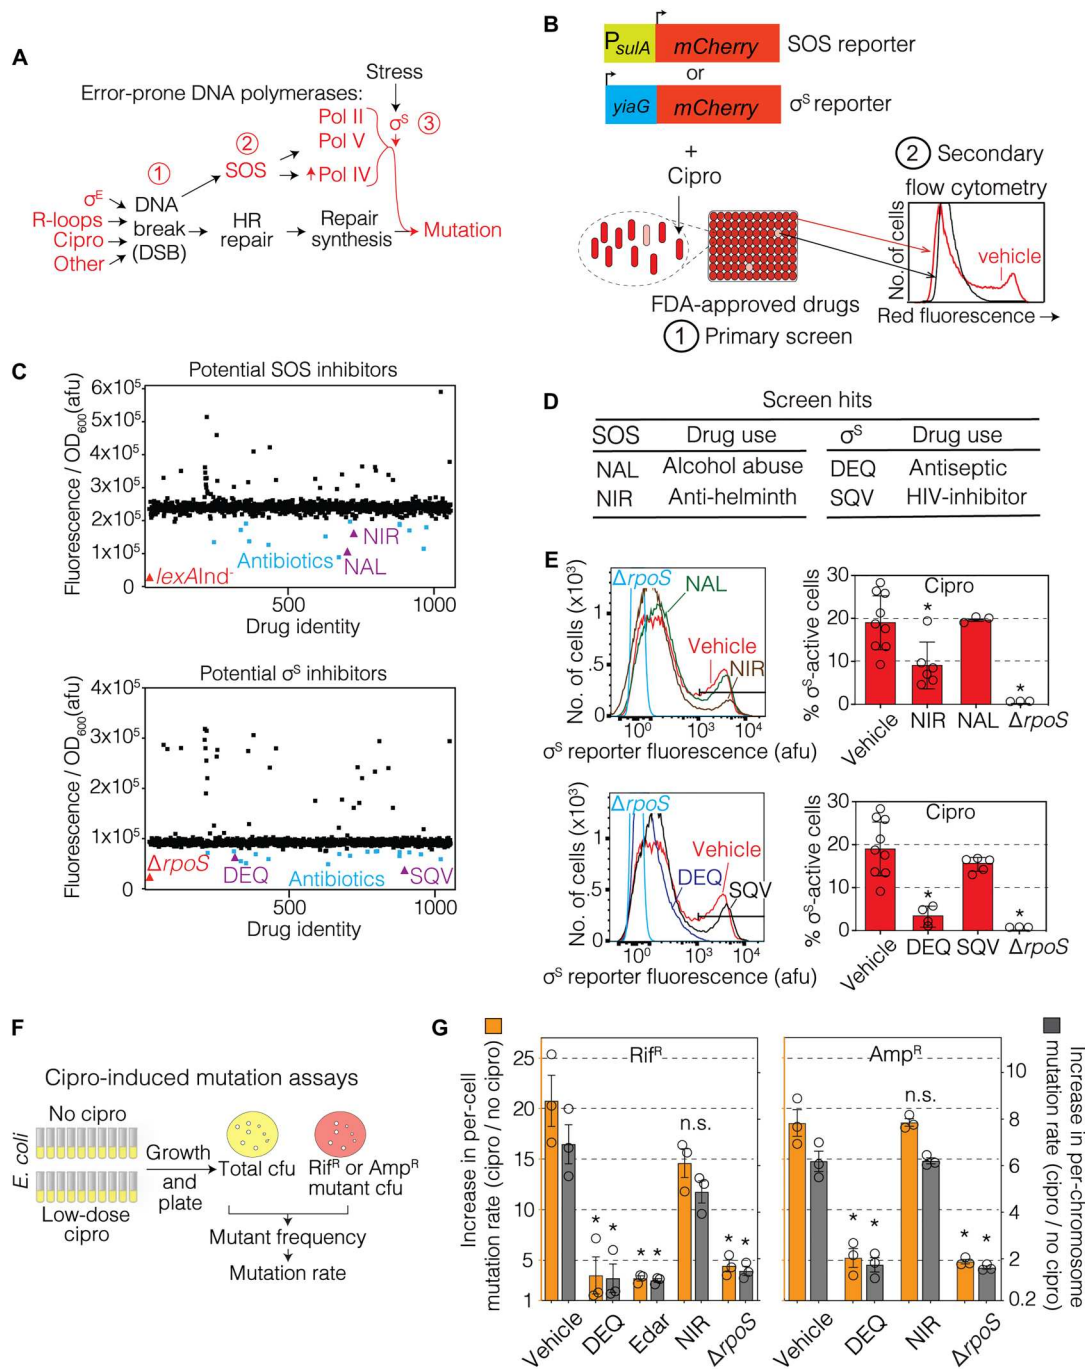 A
Stress
Error-prone DNA polymerases:
Pol II
Pol V
Pol IV
σS
3
2
SOS
1
σE
R-loops
Cipro
Other
DNA
break
(DSB)
HR
repair
Repair
synthesis
Mutation
B
PsulA
mCherry
SOS reporter
or
yiaG
mCherry
σS reporter
+
Cipro
2 Secondary
flow cytometry
No. of cells
vehicle
Red fluorescence
FDA-approved drugs
1 Primary screen
C
Potential SOS inhibitors
Fluorescence / OD600(afu)
6x10⁵
5x10⁵
4x10⁵
3x10⁵
2x10⁵
1x10⁵
0
NIR
Antibiotics
NAL
lexAInd-
500
1000
Drug identity
Potential σS inhibitors
Fluorescence / OD600(afu)
4x10⁵
3x10⁵
2x10⁵
1x10⁵
0
ΔrpoS
DEQ
Antibiotics
SQV
500
1000
Drug identity
D
Screen hits
SOS Drug use σS Drug use
NAL Alcohol abuse DEQ Antiseptic
NIR Anti-helminth SQV HIV-inhibitor
E
No. of cells (x10³)
1
.5
0
ΔrpoS
NAL
Vehicle
NIR
10⁰ 10³ 10⁴
σS reporter fluorescence (afu)
% σS-active cells
30
20
10
0
Cipro
*
*
Vehicle
NIR
NAL
ΔrpoS
No. of cells (x10³)
1
.5
0
ΔrpoS
Vehicle
DEQ
SQV
10⁰ 10³ 10⁴
σS reporter fluorescence (afu)
% σS-active cells
30
20
10
0
Cipro
*
*
Vehicle
DEQ
SQV
ΔrpoS
F
Cipro-induced mutation assays
E. coli
No cipro
Low-dose
cipro
Growth
and
plate
Total cfu
RifR or AmpR
mutant cfu
Mutant frequency
Mutation rate
G
Increase in per-cell
mutation rate (cipro / no cipro)
25
20
15
10
5
1
RifR
n.s.
* * * * * *
Vehicle
DEQ
Edar
NIR
ΔrpoS
AmpR
n.s.
* * * *
Vehicle
DEQ
NIR
ΔrpoS
10
8
6
4
2
0.2
Increase in per-chromosome
mutation rate (cipro / no cipro)